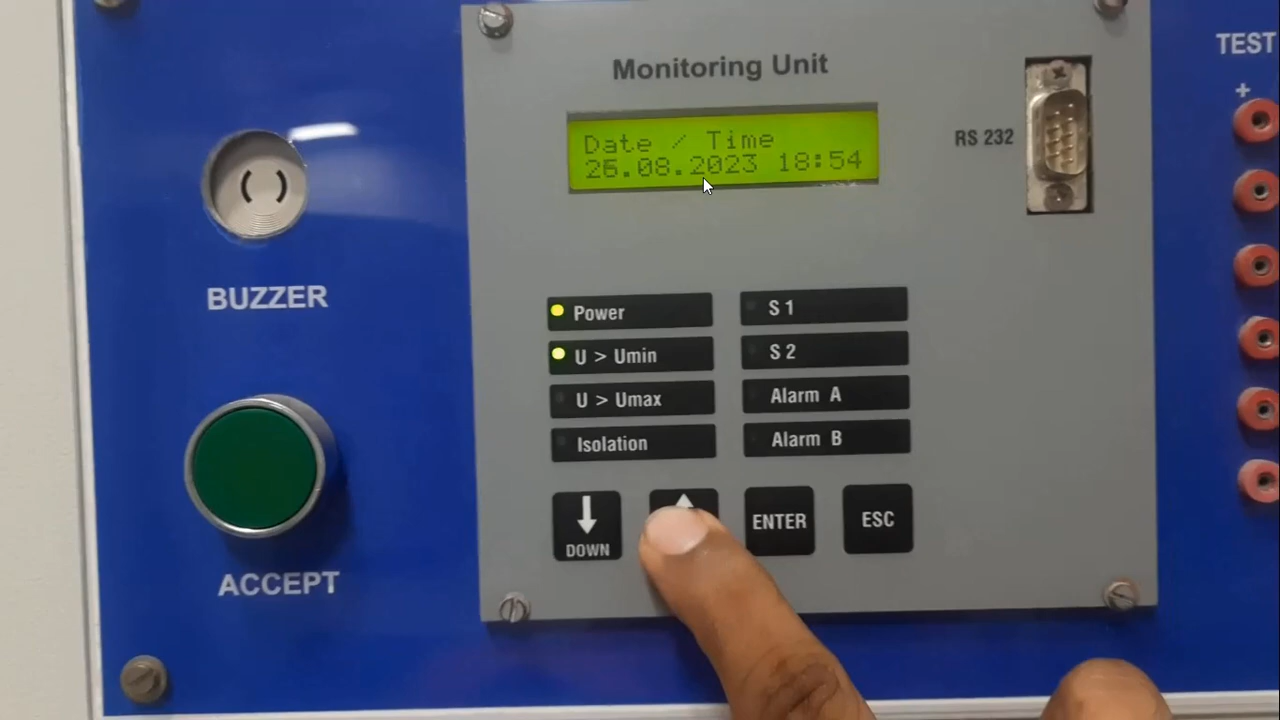 Monitoring Unit
TEST
+
Date / Time
26.08.2023 18:54
RS 232
BUZZER
Power
S 1
U > Umin
S 2
U > Umax
Alarm A
Isolation
Alarm B
DOWN
ENTER
ESC
ACCEPT